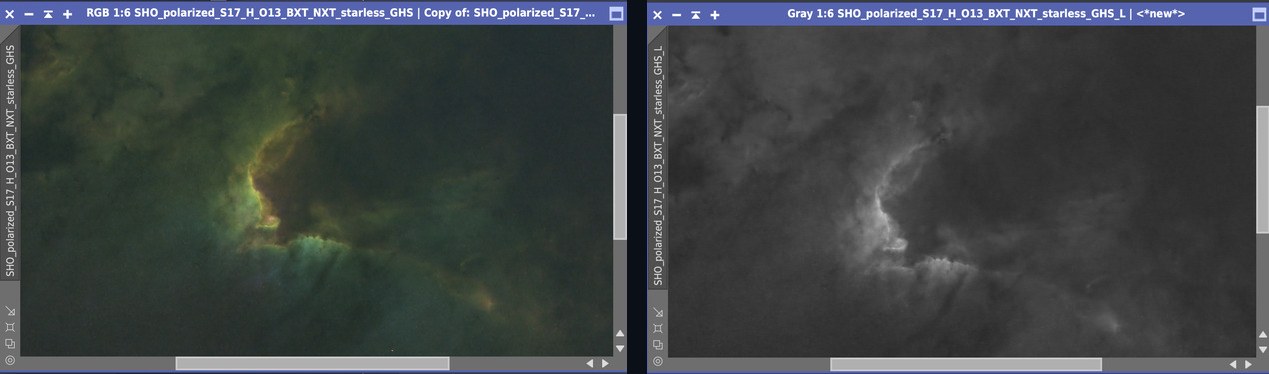 RGB 1:6 SHO_polarized_S17_H_O13_BXT_NXT_starless_GHS | Copy of: SHO_polarized_S17_...
SHO_polarized_S17_H_O13_BXT_NXT_starless_GHS
Gray 1:6 SHO_polarized_S17_H_O13_BXT_NXT_starless_GHS_L | <*new*>
SHO_polarized_S17_H_O13_BXT_NXT_starless_GHS_L